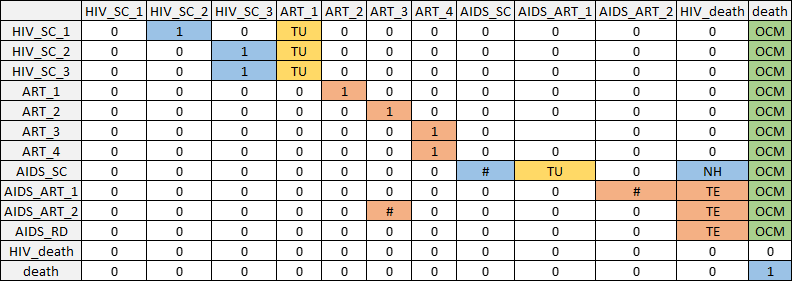 HIV_SC_1 HIV_SC_2 HIV_SC_3 ART_1 ART_2 ART_3 ART_4 AIDS_SC AIDS_ART_1 AIDS_ART_2 HIV_death death
HIV_SC_1 0 1 0 TU 0 0 0 0 0 0 0 OCM
HIV_SC_2 0 0 1 TU 0 0 0 0 0 0 0 OCM
HIV_SC_3 0 0 1 TU 0 0 0 0 0 0 0 OCM
ART_1 0 0 0 0 1 0 0 0 0 0 0 OCM
ART_2 0 0 0 0 0 1 0 0 0 0 0 OCM
ART_3 0 0 0 0 0 0 1 0 0 0 0 OCM
ART_4 0 0 0 0 0 0 1 0 0 0 0 OCM
AIDS_SC 0 0 0 0 0 0 0 # TU 0 NH OCM
AIDS_ART_1 0 0 0 0 0 0 0 0 0 # TE OCM
AIDS_ART_2 0 0 0 0 0 # 0 0 0 0 TE OCM
AIDS_RD 0 0 0 0 0 0 0 0 0 0 TE OCM
HIV_death 0 0 0 0 0 0 0 0 0 0 0 0
death 0 0 0 0 0 0 0 0 0 0 0 1